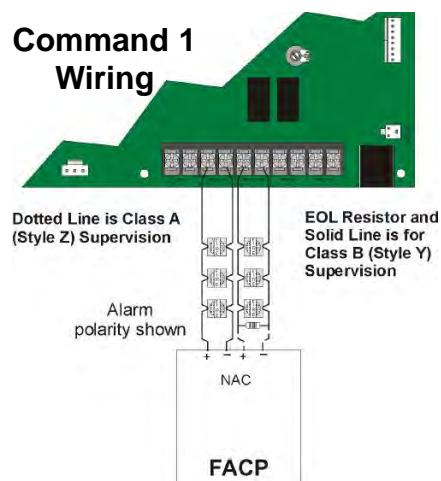 Command 1
Wiring
Dotted Line is Class A
(Style Z) Supervision
EOL Resistor and
Solid Line is for
Class B (Style Y)
Supervision
Alarm
polarity shown
+ − + −
NAC
FACP